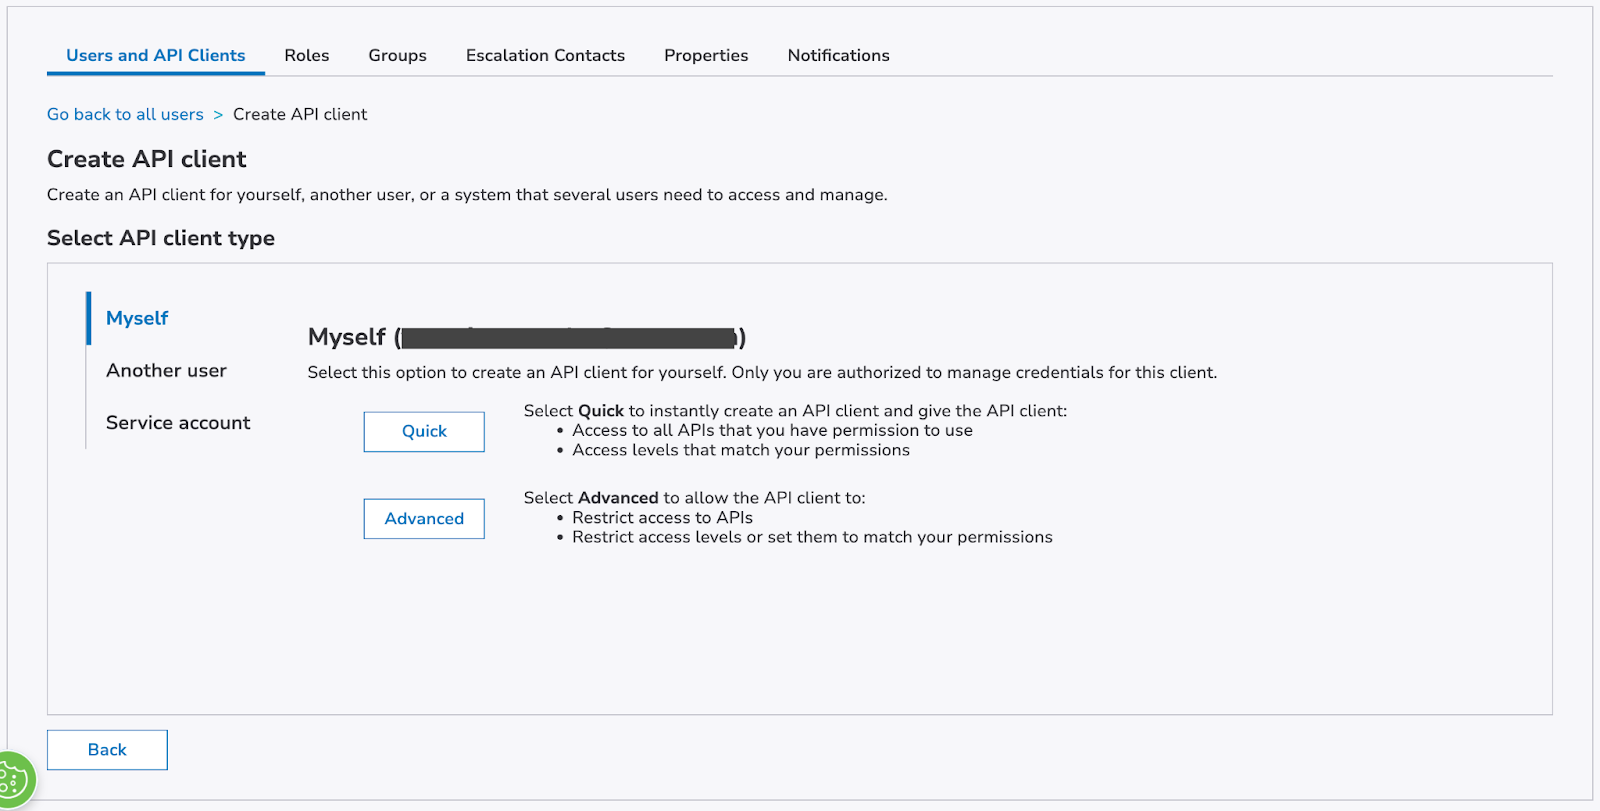 Users and API Clients Roles Groups Escalation Contacts Properties Notifications
Go back to all users > Create API client
Create API client
Create an API client for yourself, another user, or a system that several users need to access and manage.
Select API client type
Myself
Another user
Service account
Myself ( )
Select this option to create an API client for yourself. Only you are authorized to manage credentials for this client.
Quick
Select Quick to instantly create an API client and give the API client:
• Access to all APIs that you have permission to use
• Access levels that match your permissions
Advanced
Select Advanced to allow the API client to:
• Restrict access to APIs
• Restrict access levels or set them to match your permissions
Back